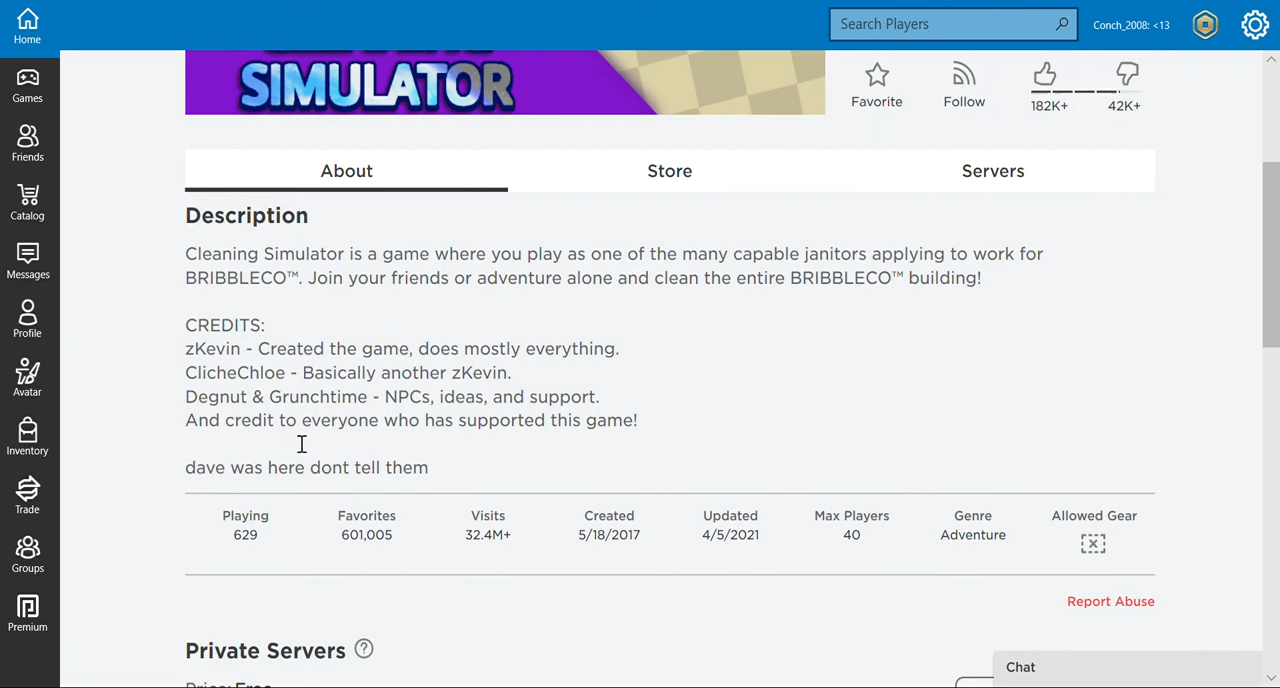 Home
Search Players
Conch_2008: <13
Games
Friends
Catalog
Messages
Profile
Avatar
Inventory
Trade
Groups
Premium
SIMULATOR
Favorite
Follow
182K+
42K+
About
Store
Servers
Description
Cleaning Simulator is a game where you play as one of the many capable janitors applying to work for
BRIBBLECO™. Join your friends or adventure alone and clean the entire BRIBBLECO™ building!
CREDITS:
zKevin - Created the game, does mostly everything.
ClicheChloe - Basically another zKevin.
Degnut & Grunchtime - NPCs, ideas, and support.
And credit to everyone who has supported this game!
dave was here dont tell them
Playing
629
Favorites
601,005
Visits
32.4M+
Created
5/18/2017
Updated
4/5/2021
Max Players
40
Genre
Adventure
Allowed Gear
Report Abuse
Private Servers
Price: Free
Chat